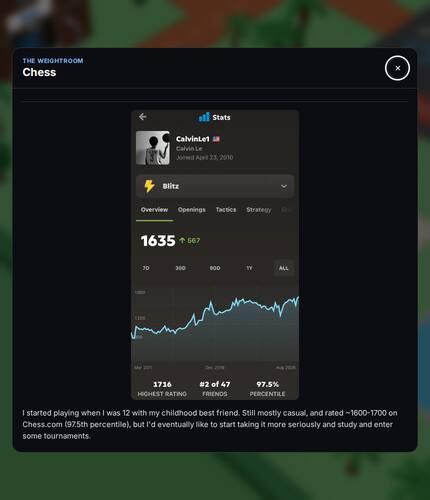 THE WEIGHTROOM
Chess
×
Stats
CalvinLe1
Calvin Le
Joined April 23, 2010
Blitz
Overview Openings Tactics Strategy
1635 ↑ 567
7D 30D 90D 1Y ALL
1800
1200
Mar 2011 Dec 2018 Aug 2026
1716 #2 of 47 97.5%
HIGHEST RATING FRIENDS PERCENTILE
I started playing when I was 12 with my childhood best friend. Still mostly casual, and rated ~1600-1700 on
Chess.com (97.5th percentile), but I'd eventually like to start taking it more seriously and study and enter
some tournaments.